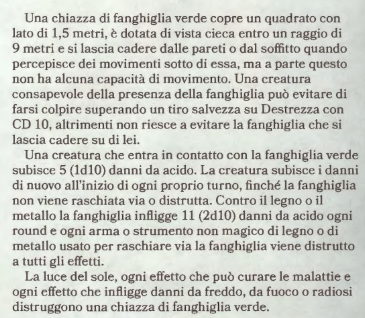 Una chiazza di fanghiglia verde copre un quadrato con
lato di 1,5 metri, è dotata di vista cieca entro un raggio di
9 metri e si lascia cadere dalle pareti o dal soffitto quando
percepisce dei movimenti sotto di essa, ma a parte questo
non ha alcuna capacità di movimento. Una creatura
consapevole della presenza della fanghiglia può evitare di
farsi colpire superando un tiro salvezza su Destrezza con
CD 10, altrimenti non riesce a evitare la fanghiglia che si
lascia cadere su di lei.
Una creatura che entra in contatto con la fanghiglia verde
subisce 5 (1d10) danni da acido. La creatura subisce i danni
di nuovo all'inizio di ogni proprio turno, finché la fanghiglia
non viene raschiata via o distrutta. Contro il legno o il
metallo la fanghiglia infligge 11 (2d10) danni da acido ogni
round e ogni arma o strumento non magico di legno o di
metallo usato per raschiare via la fanghiglia viene distrutto
a tutti gli effetti.
La luce del sole, ogni effetto che può curare le malattie e
ogni effetto che infligge danni da freddo, da fuoco o radiosi
distruggono una chiazza di fanghiglia verde.